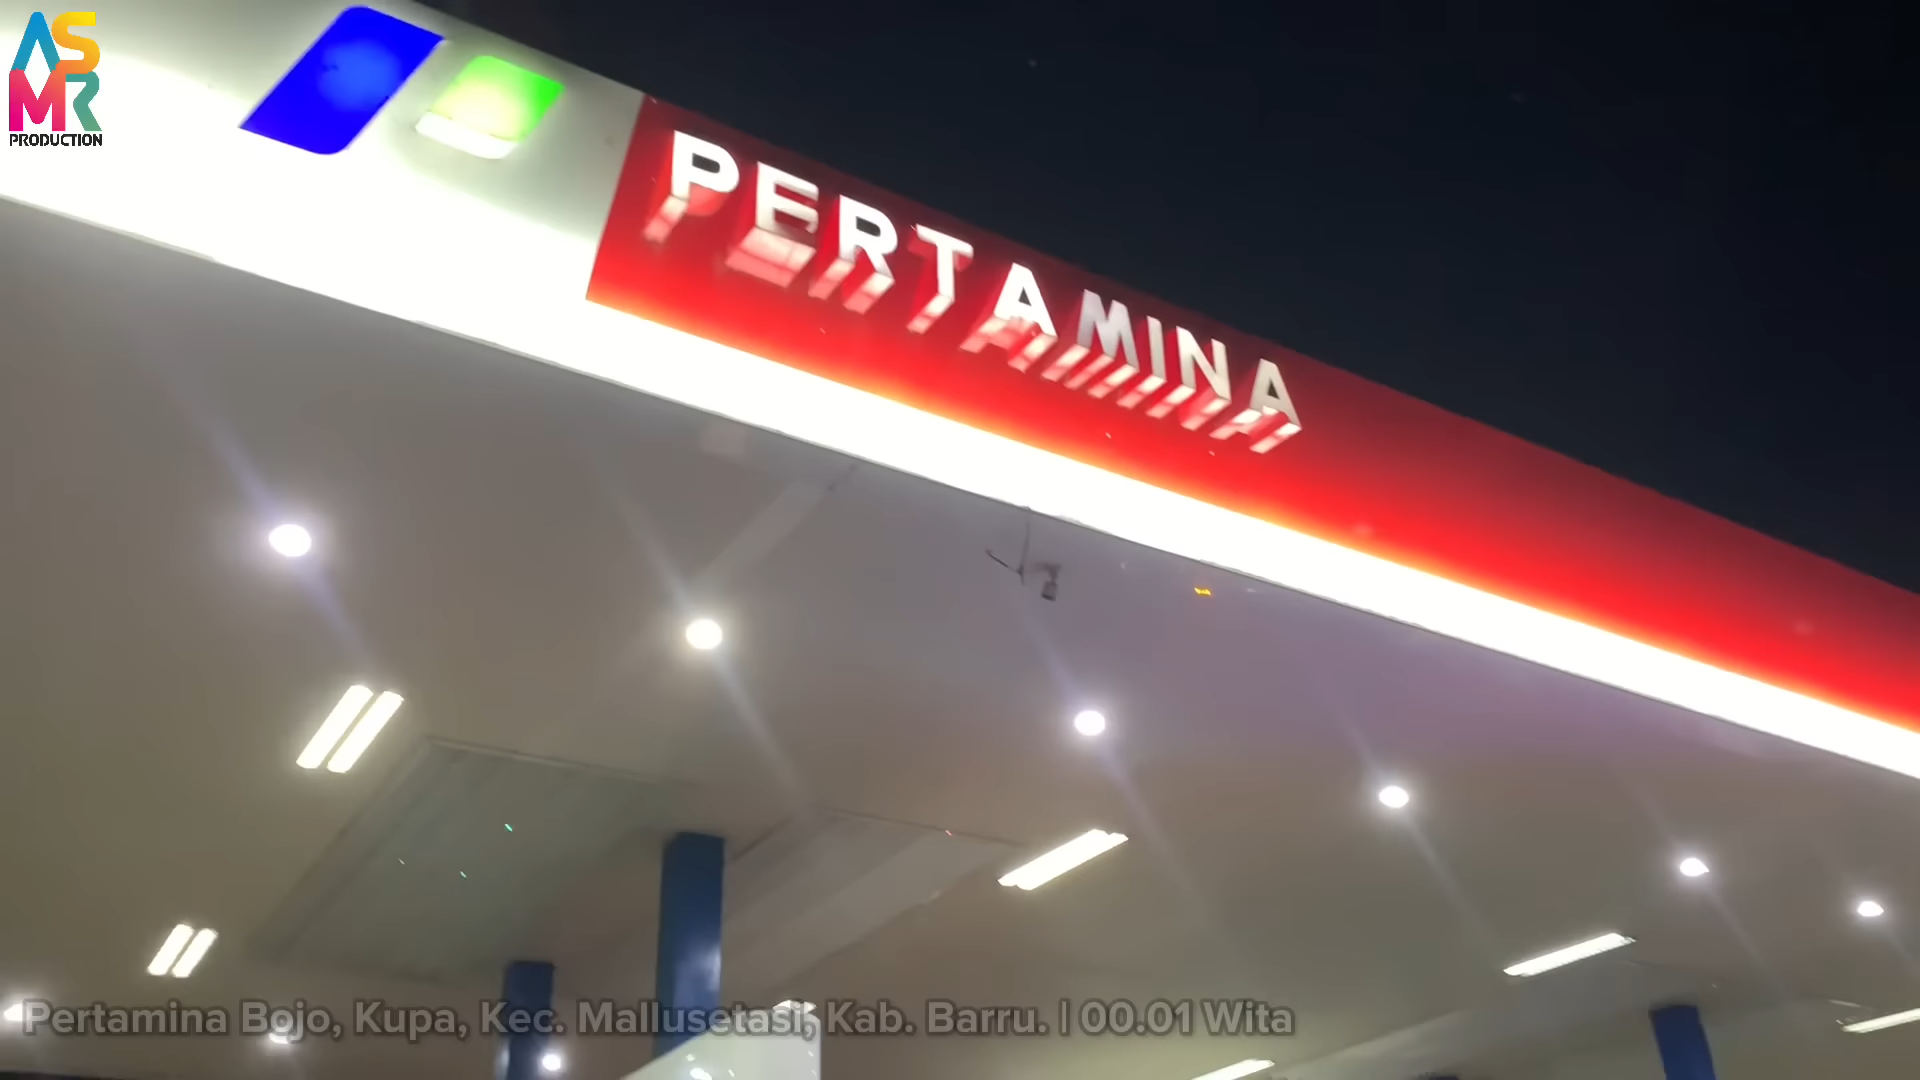 ASMR
PRODUCTION
PERTAMINA
Pertamina Bojo, Kupa, Kec. Mallusetasi, Kab. Barru. | 00.01 Wita